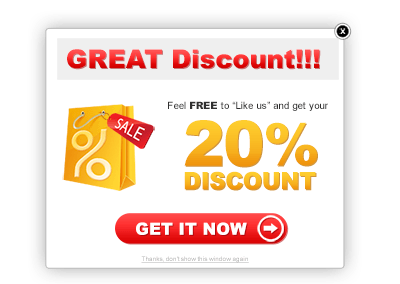 X
GREAT Discount!!!
Feel FREE to “Like us” and get your
20%
DISCOUNT
SALE
%
GET IT NOW
Thanks, don't show this window again